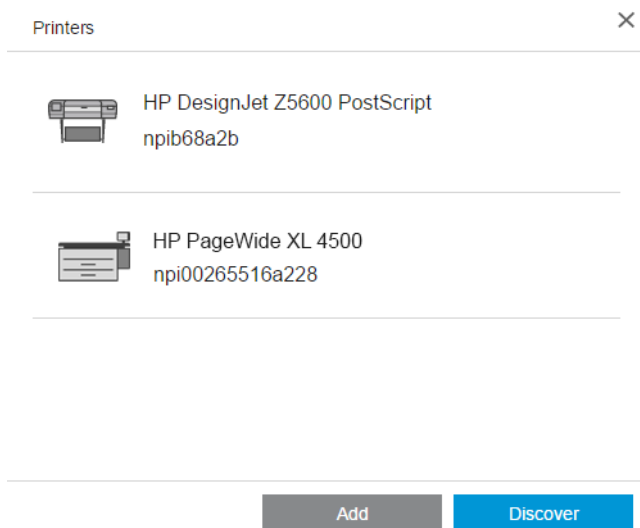 Printers
HP DesignJet Z5600 PostScript
npib68a2b
HP PageWide XL 4500
npi00265516a228
Add
Discover